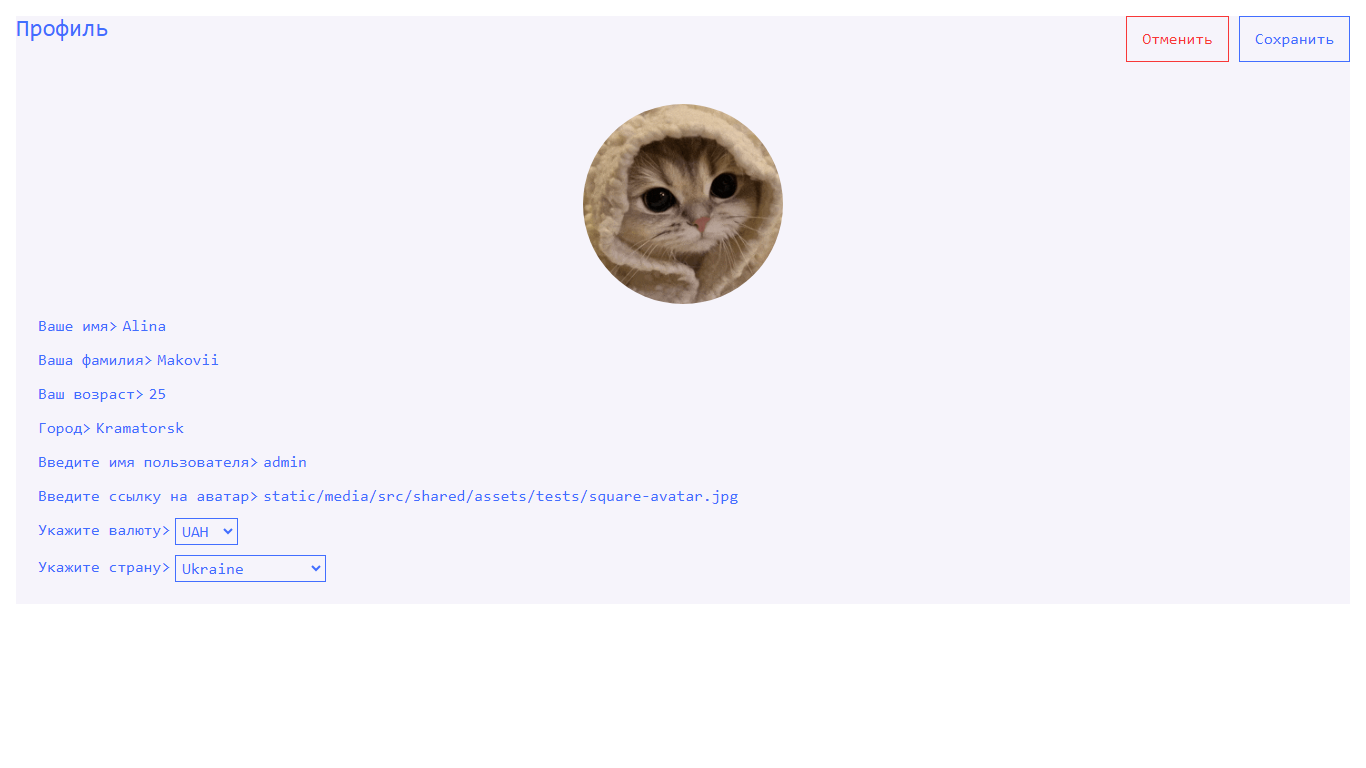 Профиль
Отменить
Сохранить
Ваше имя> Alina
Ваша фамилия> Makovii
Ваш возраст> 25
Город> Kramatorsk
Введите имя пользователя> admin
Введите ссылку на аватар> static/media/src/shared/assets/tests/square-avatar.jpg
Укажите валюту> UAH
Укажите страну> Ukraine